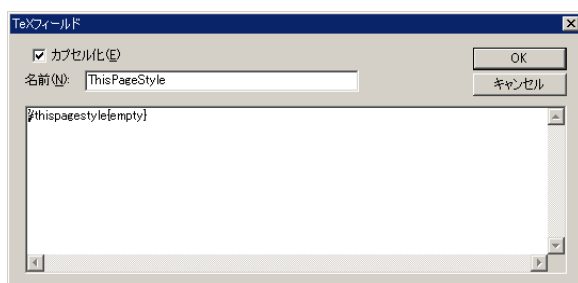 TeXフィールド
カプセル化(E)
OK
名前(N): ThisPageStyle
キャンセル
¥thispagestyle{empty}